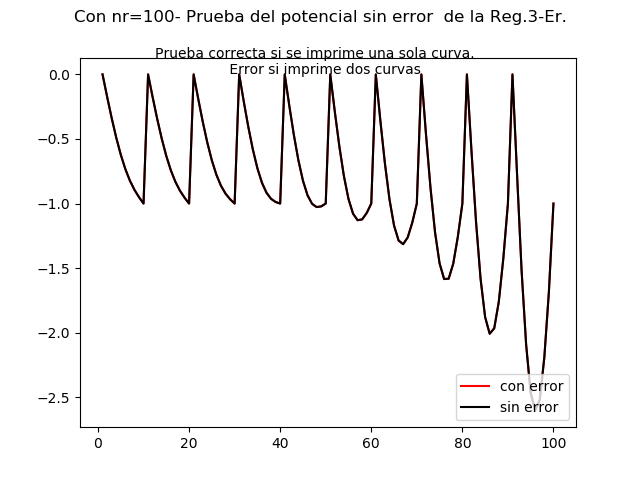 Con nr=100- Prueba del potencial sin error  de la Reg.3-Er.
Prueba correcta si se imprime una sola curva.
Error si imprime dos curvas
0.0
−0.5
−1.0
−1.5
−2.0
−2.5
0
20
40
60
80
100
con error
sin error